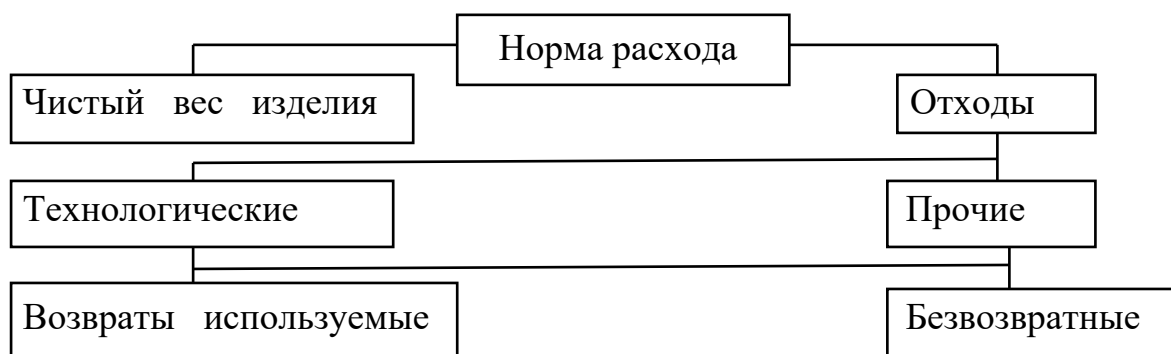 Норма расхода
Чистый вес изделия
Отходы
Технологические
Прочие
Возвраты используемые
Безвозвратные